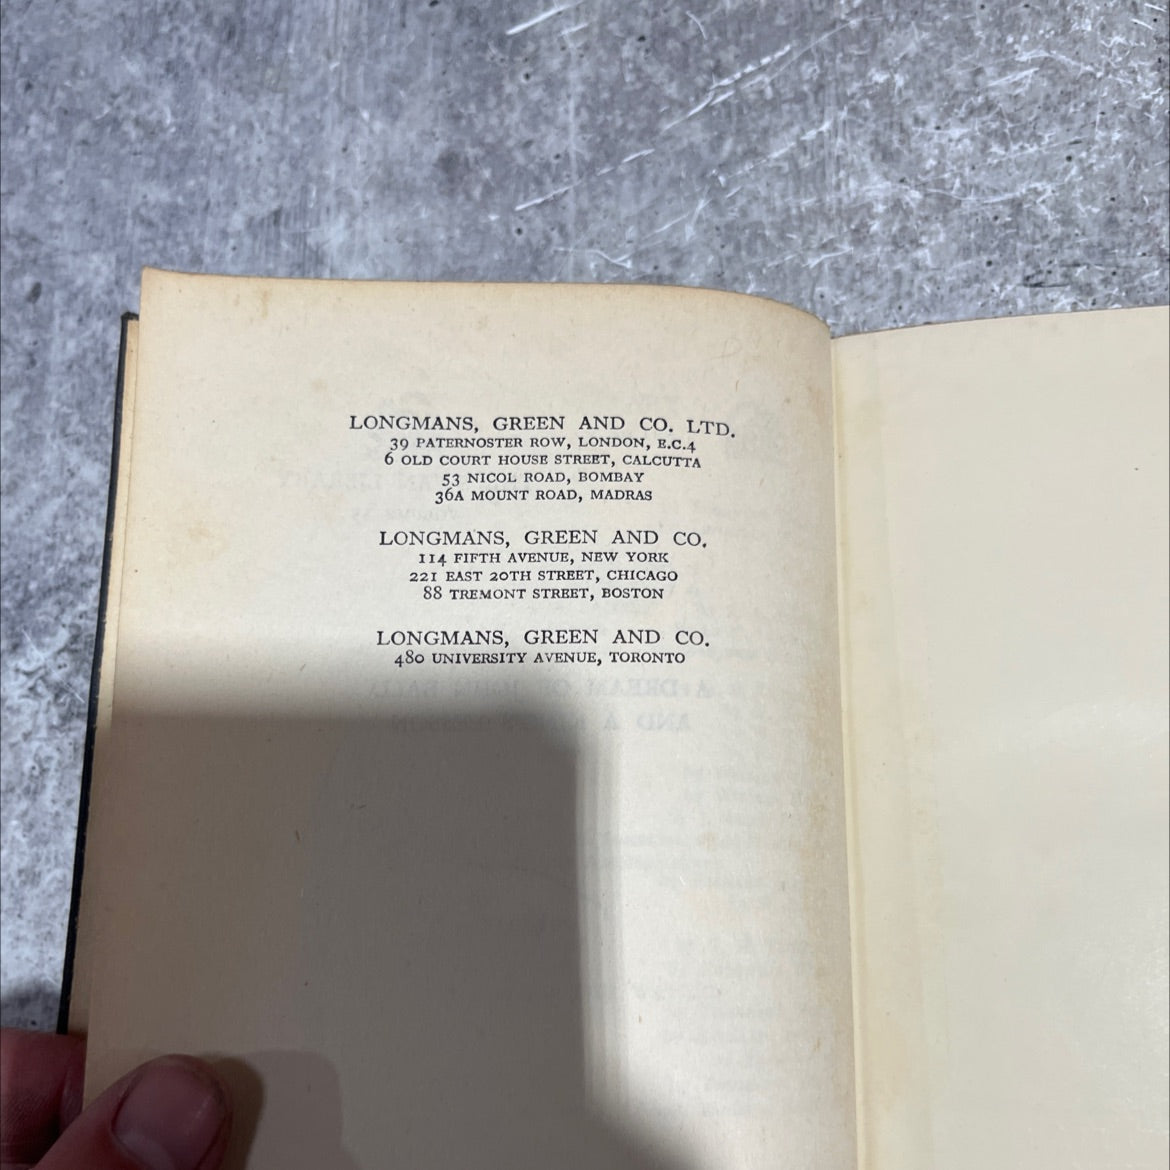 LONGMANS, GREEN AND CO. LTD.
39 PATERNOSTER ROW, LONDON, E.C.4
6 OLD COURT HOUSE STREET, CALCUTTA
53 NICOL ROAD, BOMBAY
36A MOUNT ROAD, MADRAS
LONGMANS, GREEN AND CO.
114 FIFTH AVENUE, NEW YORK
221 EAST 20TH STREET, CHICAGO
88 TREMONT STREET, BOSTON
LONGMANS, GREEN AND CO.
480 UNIVERSITY AVENUE, TORONTO